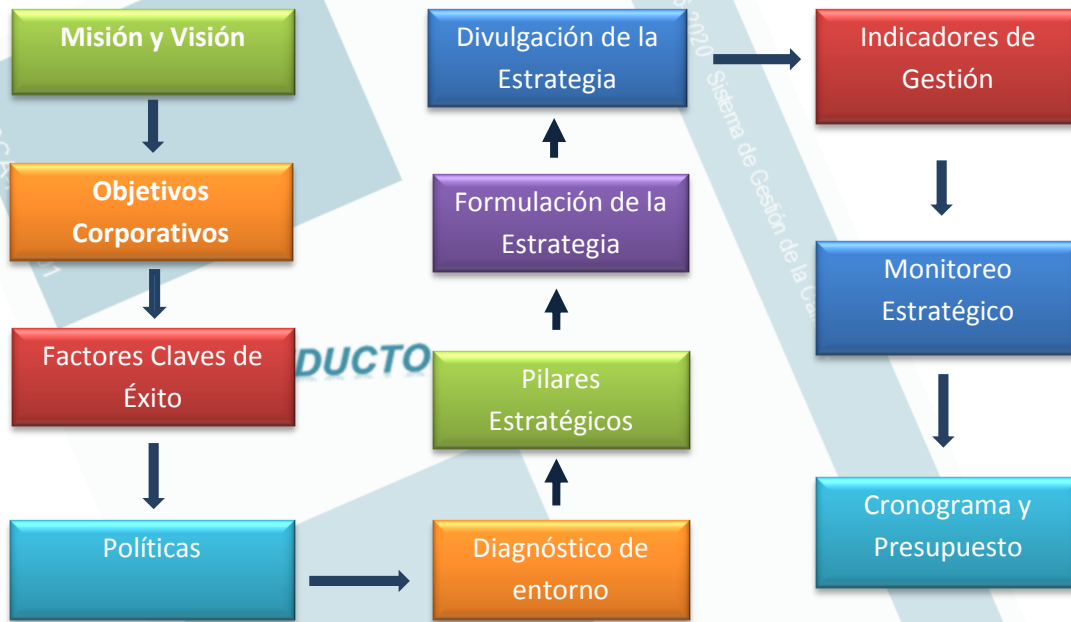 Misión y Visión
Objetivos
Corporativos
Factores Claves de
Éxito
Políticas
Diagnóstico de
entorno
Pilares
Estratégicos
Formulación de la
Estrategia
Divulgación de la
Estrategia
Indicadores de
Gestión
Monitoreo
Estratégico
Cronograma y
Presupuesto
DUCTO
2020 Sistema de Gestión de la